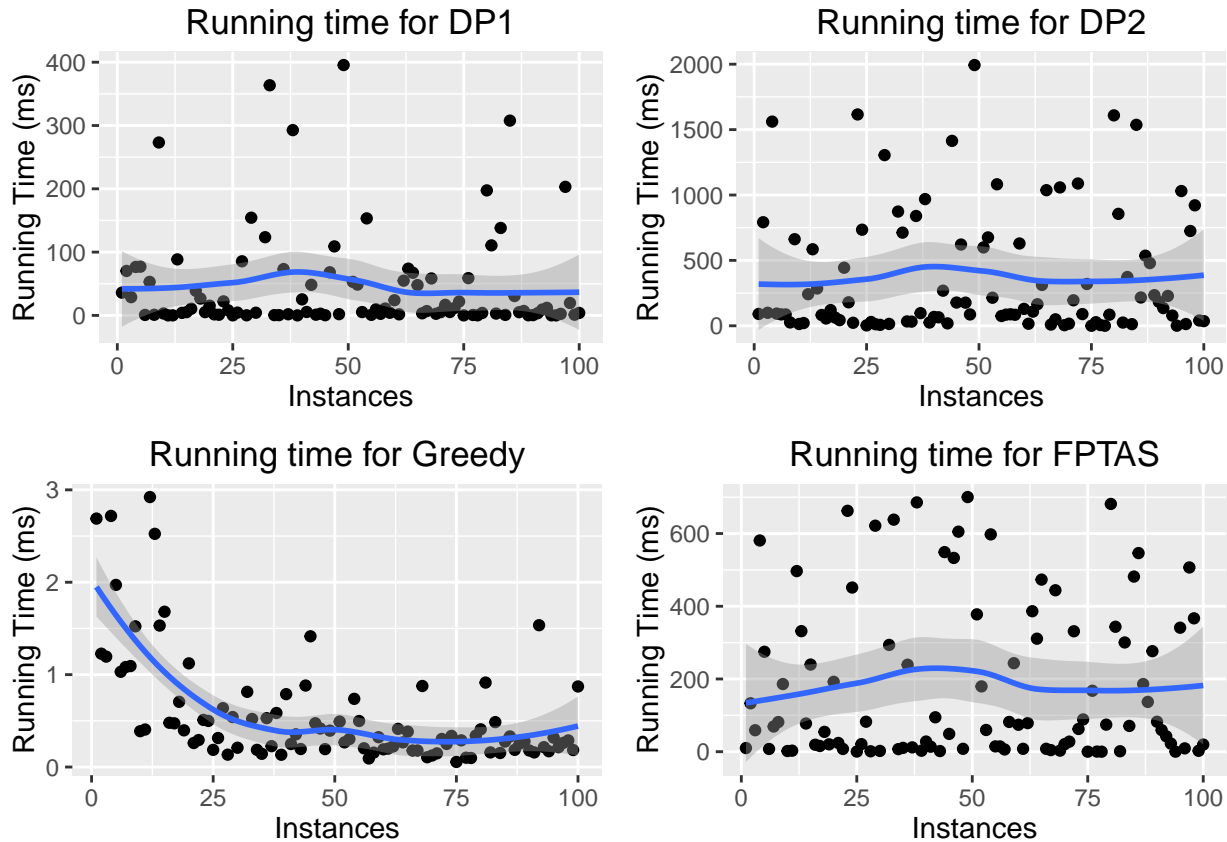 Running time for DP1
Running Time (ms)
400
300
200
100
0
0 25 50 75 100
Instances
Running time for DP2
Running Time (ms)
2000
1500
1000
500
0
0 25 50 75 100
Instances
Running time for Greedy
Running Time (ms)
3
2
1
0
0 25 50 75 100
Instances
Running time for FPTAS
Running Time (ms)
600
400
200
0
0 25 50 75 100
Instances